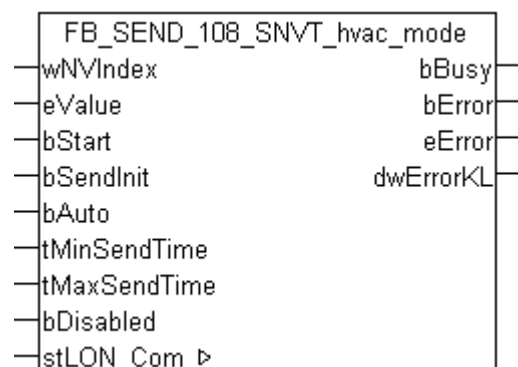 FB_SEND_108_SNVT_hvac_mode
wNVIndex bBusy
eValue bError
bStart eError
bSendInit dwErrorKL
bAuto
tMinSendTime
tMaxSendTime
bDisabled
stLON_Com ▷